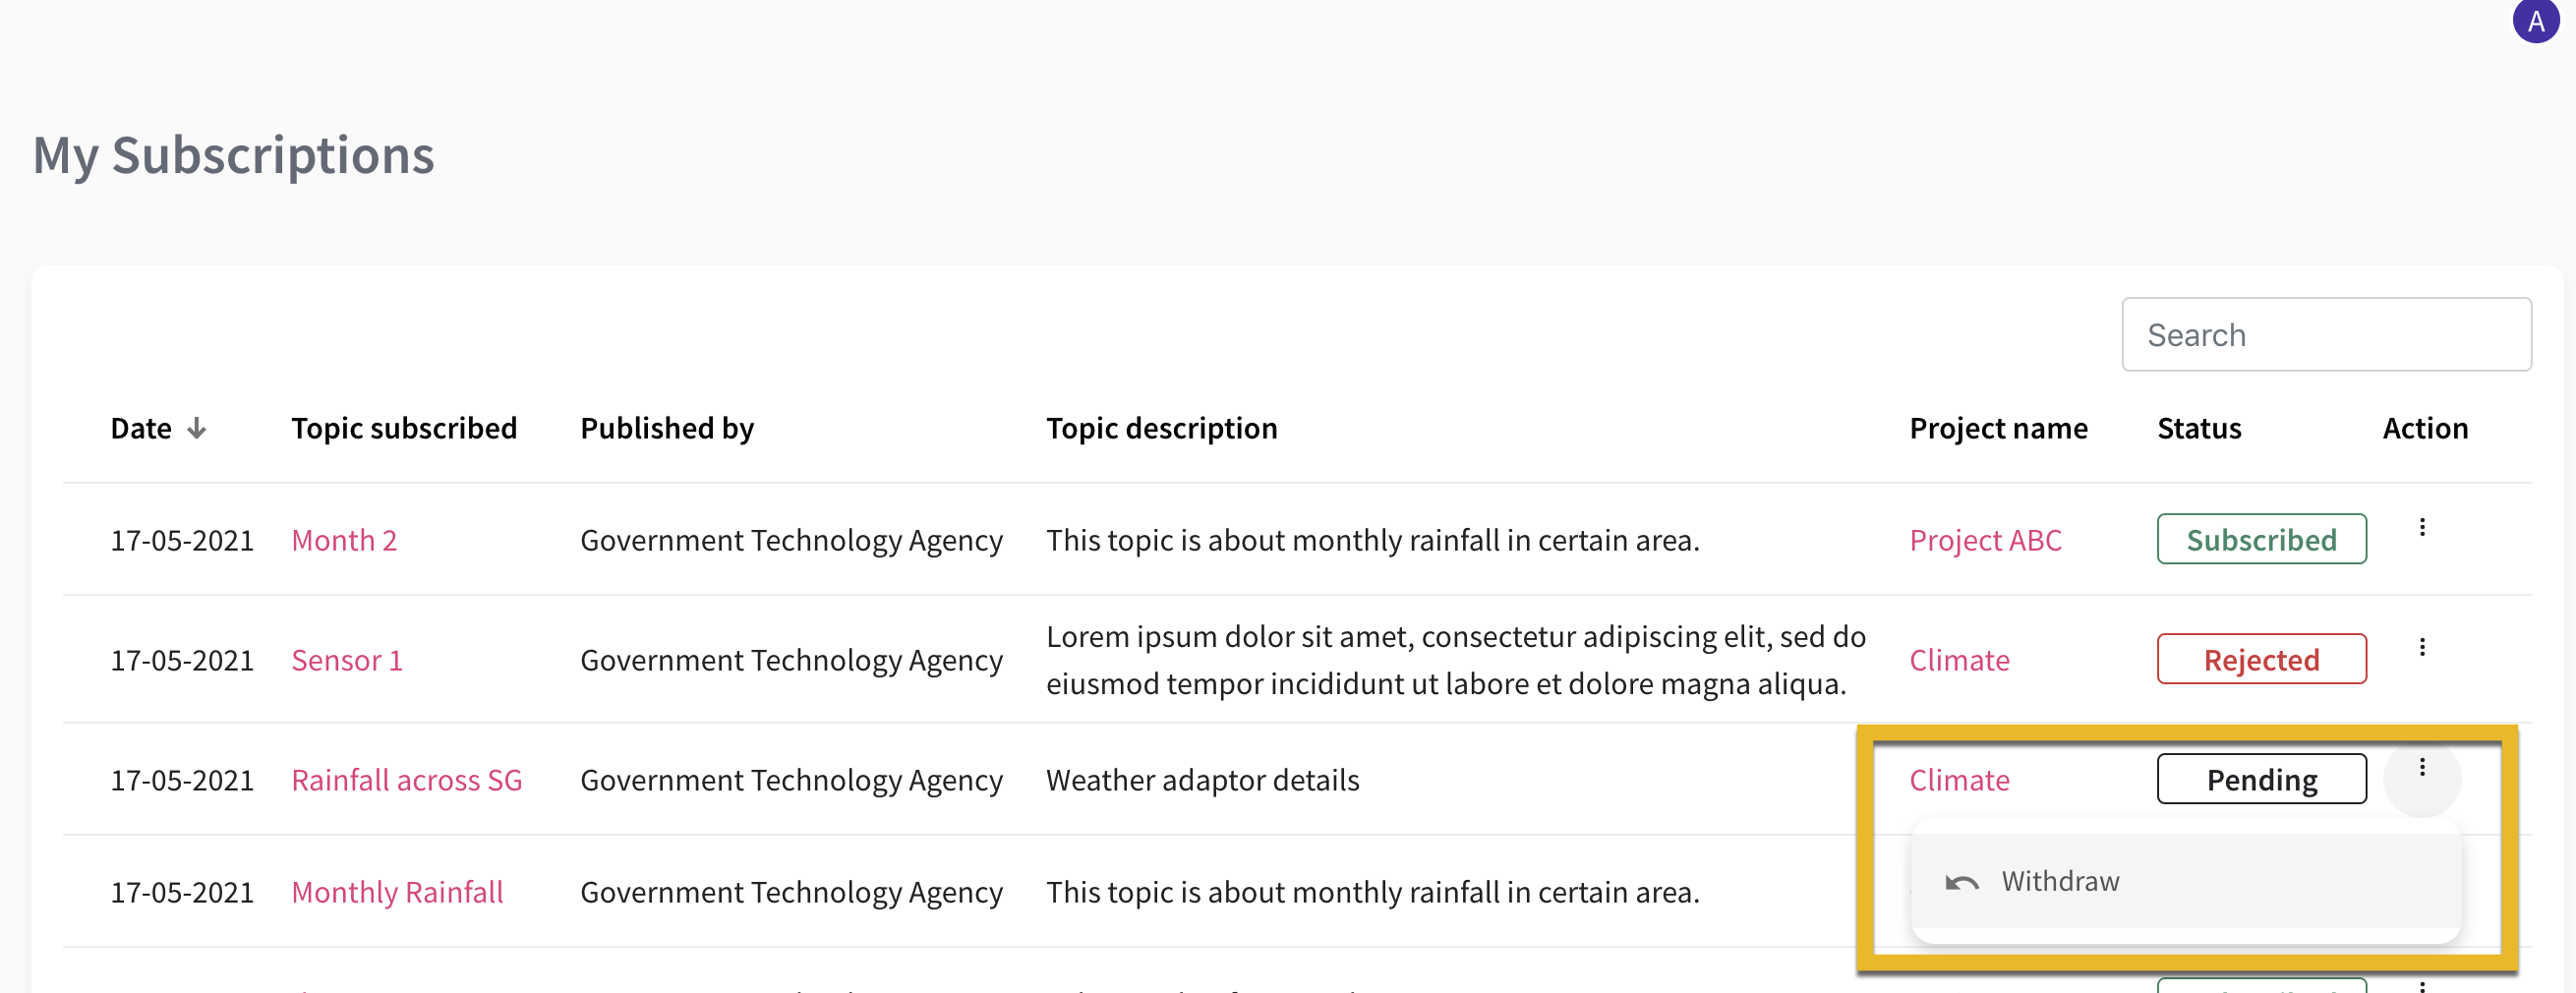 A
My Subscriptions
Search
Date Topic subscribed Published by Topic description Project name Status Action
17-05-2021 Month 2 Government Technology Agency This topic is about monthly rainfall in certain area. Project ABC Subscribed
17-05-2021 Sensor 1 Government Technology Agency Lorem ipsum dolor sit amet, consectetur adipiscing elit, sed do Climate Rejected
eiusmod tempor incididunt ut labore et dolore magna aliqua.
17-05-2021 Rainfall across SG Government Technology Agency Weather adaptor details Climate Pending
Withdraw
17-05-2021 Monthly Rainfall Government Technology Agency This topic is about monthly rainfall in certain area.